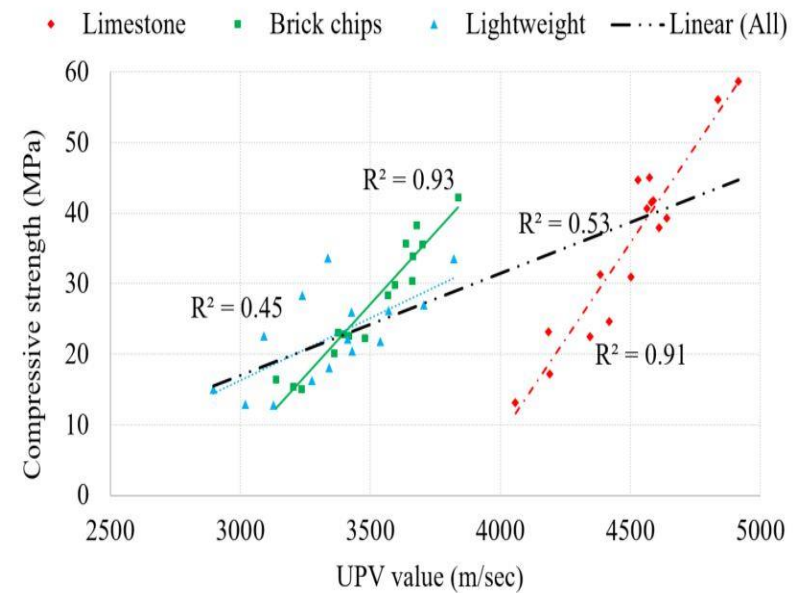 Limestone Brick chips Lightweight Linear (All)
60
50
40
30
20
10
0
Compressive strength (MPa)
R² = 0.93
R² = 0.53
R² = 0.45
R² = 0.91
2500 3000 3500 4000 4500 5000
UPV value (m/sec)